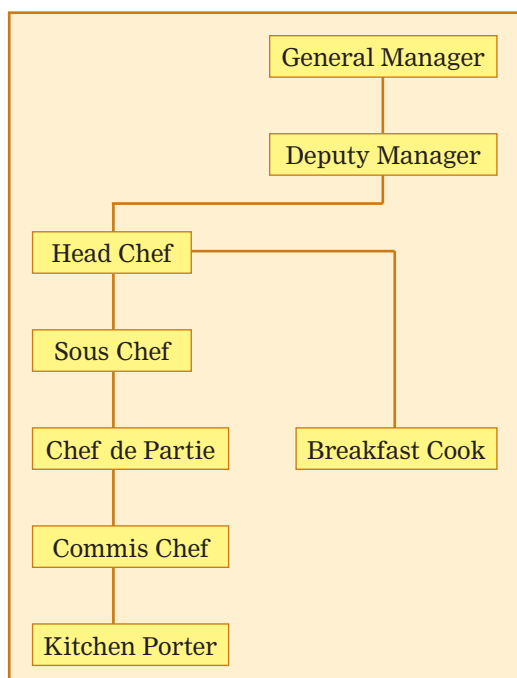 General Manager
Deputy Manager
Head Chef
Sous Chef
Chef de Partie
Breakfast Cook
Commis Chef
Kitchen Porter